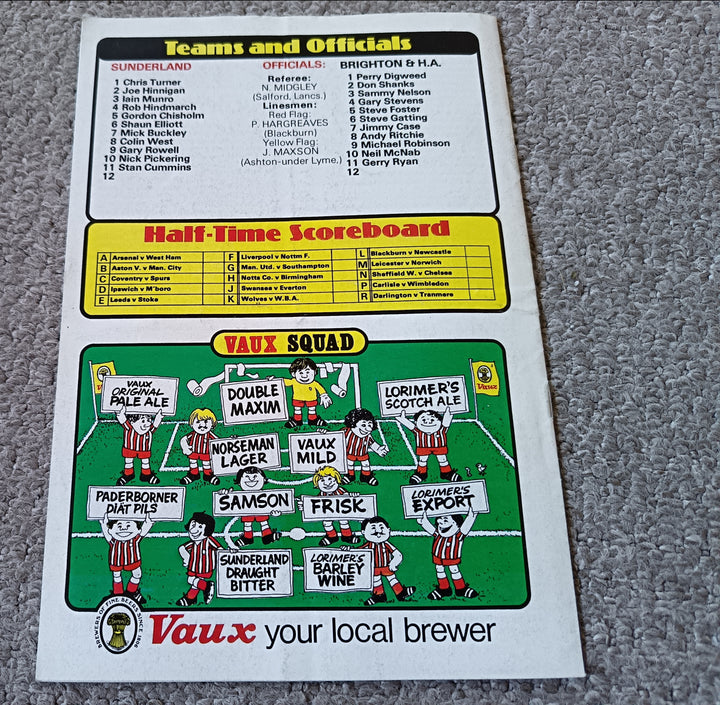 Teams and Officials
SUNDERLAND
1 Chris Turner
2 Joe Hinnigan
3 Iain Munro
4 Rob Hindmarch
5 Gordon Chisholm
6 Shaun Elliott
7 Mick Buckley
8 Colin West
9 Gary Rowell
10 Nick Pickering
11 Stan Cummins
12
OFFICIALS:
Referee:
N. MIDGLEY
(Salford, Lancs.)
Linesmen:
Red Flag:
P. HARGREAVES
(Blackburn)
Yellow Flag:
J. MAXSON
(Ashton-under Lyme,)
BRIGHTON & H.A.
1 Perry Digweed
2 Don Shanks
3 Sammy Nelson
4 Gary Stevens
5 Steve Foster
6 Steve Gatting
7 Jimmy Case
8 Andy Ritchie
9 Michael Robinson
10 Neil McNab
11 Gerry Ryan
12
Half-Time Scoreboard
A Arsenal v West Ham
B Aston V. v Man. City
C Coventry v Spurs
D Ipswich v M'boro
E Leeds v Stoke
F Liverpool v Nottm F.
G Man. Utd. v Southampton
H Notts Co v Birmingham
J Swansea v Everton
K Wolves v W.B.A.
L Blackburn v Newcastle
M Leicester v Norwich
N Sheffield W. v Chelsea
P Carlisle v Wimbledon
R Darlington v Tranmere
VAUX SQUAD
VAUX
ORIGINAL
PALE ALE
DOUBLE
MAXIM
LORIMER'S
SCOTCH ALE
Vaux
NORSEMAN
LAGER
VAUX
MILD
PADERBORNER
DIÄT PILS
SAMSON
FRISK
LORIMER'S
EXPORT
SUNDERLAND
DRAUGHT
BITTER
LORIMER'S
BARLEY
WINE
BREWERS OF FINE BEERS SINCE 1806
Vaux your local brewer